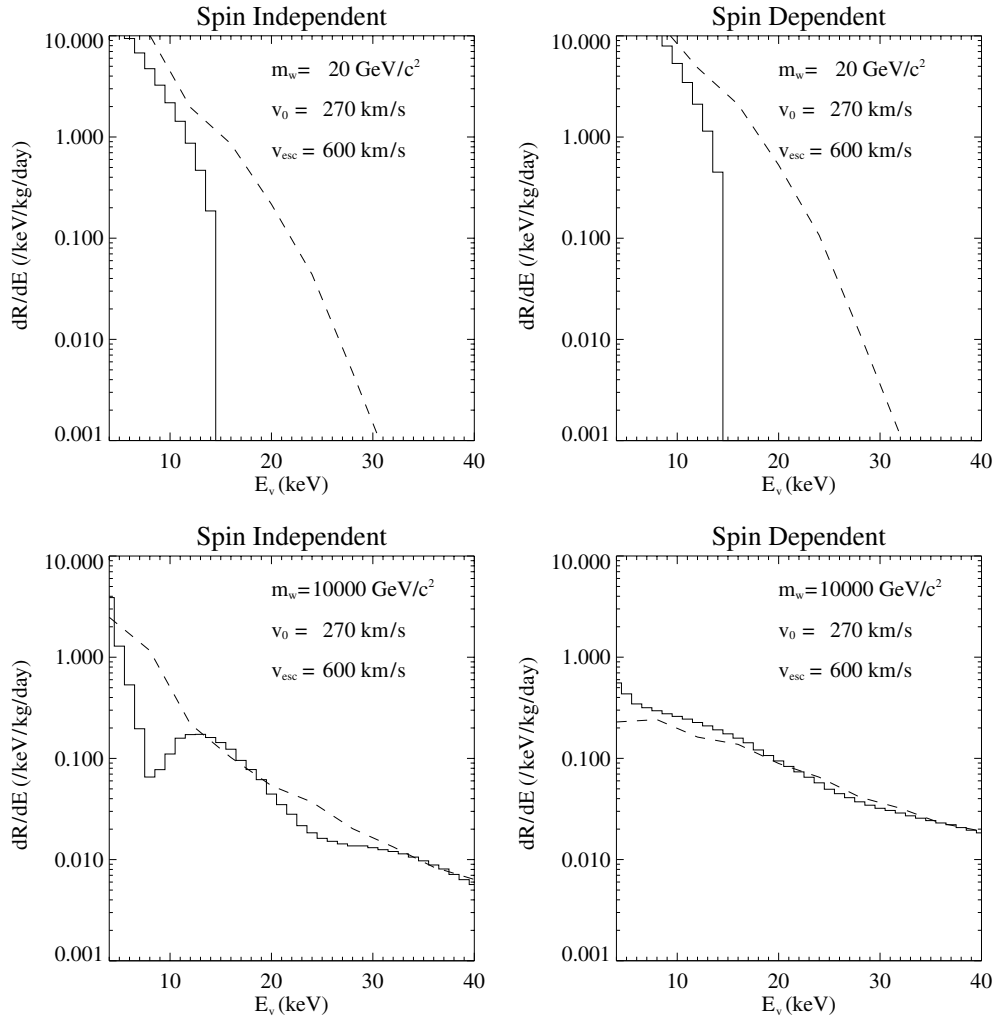 Spin Independent
10.000
1.000
0.100
0.010
0.001
dR/dE (/keV/kg/day)
m_w= 20 GeV/c²
v_0 = 270 km/s
v_esc = 600 km/s
10 20 30 40
E_v (keV)
Spin Dependent
10.000
1.000
0.100
0.010
0.001
dR/dE (/keV/kg/day)
m_w= 20 GeV/c²
v_0 = 270 km/s
v_esc = 600 km/s
10 20 30 40
E_v (keV)
Spin Independent
10.000
1.000
0.100
0.010
0.001
dR/dE (/keV/kg/day)
m_w=10000 GeV/c²
v_0 = 270 km/s
v_esc = 600 km/s
10 20 30 40
E_v (keV)
Spin Dependent
10.000
1.000
0.100
0.010
0.001
dR/dE (/keV/kg/day)
m_w=10000 GeV/c²
v_0 = 270 km/s
v_esc = 600 km/s
10 20 30 40
E_v (keV)